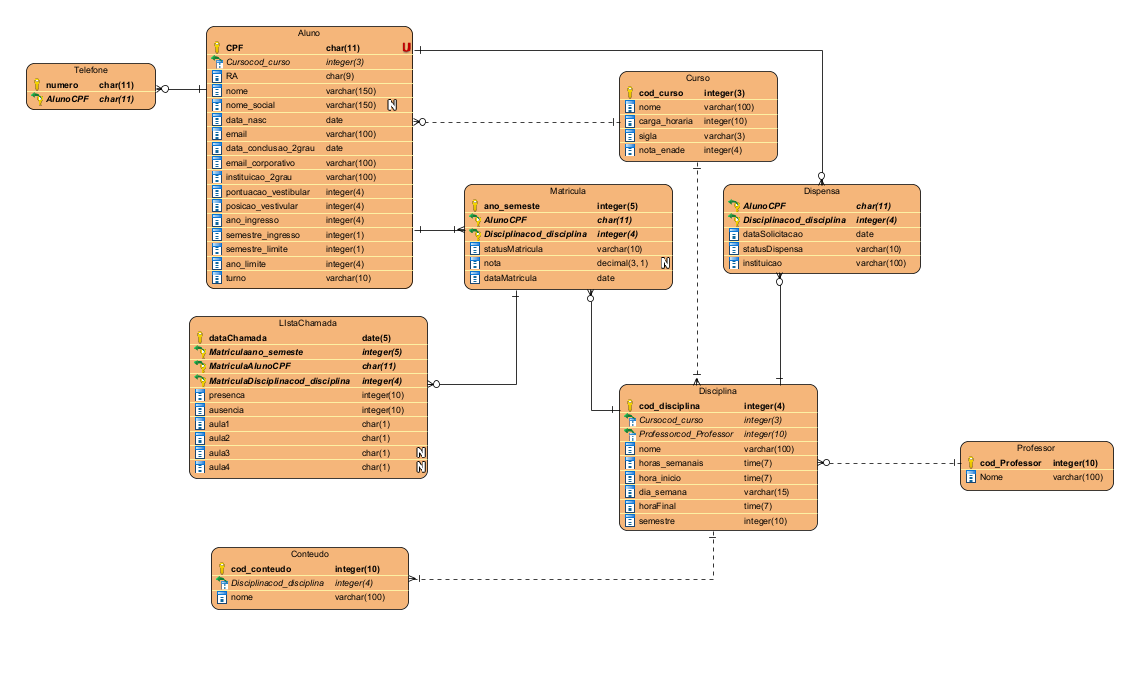 Aluno
CPF char(11) U
Cursocod_curso integer(3)
RA char(9)
nome varchar(150)
nome_social varchar(150) N
data_nasc date
email varchar(100)
data_conclusao_2grau date
email_corporativo varchar(100)
instituicao_2grau varchar(100)
pontuacao_vestibular integer(4)
posicao_vestivular integer(4)
ano_ingresso integer(4)
semestre_ingresso integer(1)
semestre_limite integer(1)
ano_limite integer(4)
turno varchar(10)
Telefone
numero char(11)
AlunoCPF char(11)
Curso
cod_curso integer(3)
nome varchar(100)
carga_horaria integer(10)
sigla varchar(3)
nota_enade integer(4)
Matricula
ano_semeste integer(5)
AlunoCPF char(11)
Disciplinacod_disciplina integer(4)
statusMatricula varchar(10)
nota decimal(3, 1) N
dataMatricula date
Dispensa
AlunoCPF char(11)
Disciplinacod_disciplina integer(4)
dataSolicitacao date
statusDispensa varchar(10)
instituicao varchar(100)
LIstaChamada
dataChamada date(5)
Matriculaano_semeste integer(5)
MatriculaAlunoCPF char(11)
MatriculaDisciplinacod_disciplina integer(4)
presenca integer(10)
ausencia integer(10)
aula1 char(1)
aula2 char(1)
aula3 char(1) N
aula4 char(1) N
Disciplina
cod_disciplina integer(4)
Cursocod_curso integer(3)
Professorcod_Professor integer(10)
nome varchar(100)
horas_semanais time(7)
hora_inicio time(7)
dia_semana varchar(15)
horaFinal time(7)
semestre integer(10)
Professor
cod_Professor integer(10)
Nome varchar(100)
Conteudo
cod_conteudo integer(10)
Disciplinacod_disciplina integer(4)
nome varchar(100)